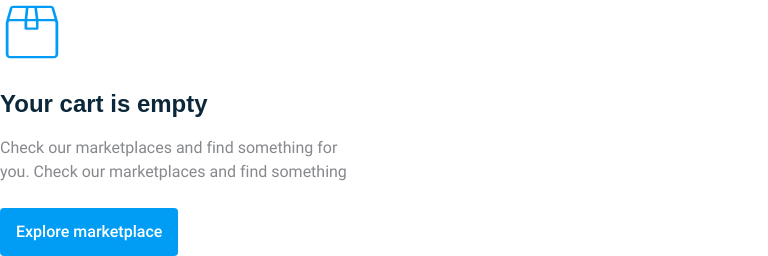 Your cart is empty
Check our marketplaces and find something for
you. Check our marketplaces and find something
Explore marketplace